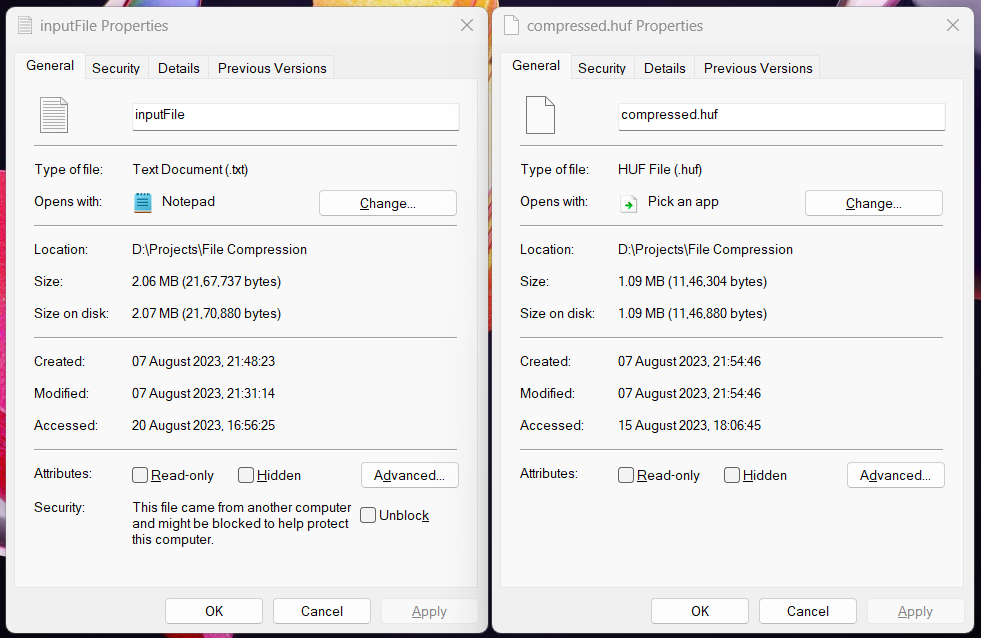 inputFile Properties
General Security Details Previous Versions
inputFile
Type of file: Text Document (.txt)
Opens with: Notepad Change...
Location: D:\Projects\File Compression
Size: 2.06 MB (21,67,737 bytes)
Size on disk: 2.07 MB (21,70,880 bytes)
Created: 07 August 2023, 21:48:23
Modified: 07 August 2023, 21:31:14
Accessed: 20 August 2023, 16:56:25
Attributes: Read-only Hidden Advanced...
Security: This file came from another computer
and might be blocked to help protect
this computer.
Unblock
OK Cancel Apply
compressed.huf Properties
General Security Details Previous Versions
compressed.huf
Type of file: HUF File (.huf)
Opens with: Pick an app Change...
Location: D:\Projects\File Compression
Size: 1.09 MB (11,46,304 bytes)
Size on disk: 1.09 MB (11,46,880 bytes)
Created: 07 August 2023, 21:54:46
Modified: 07 August 2023, 21:54:46
Accessed: 15 August 2023, 18:06:45
Attributes: Read-only Hidden Advanced...
OK Cancel Apply